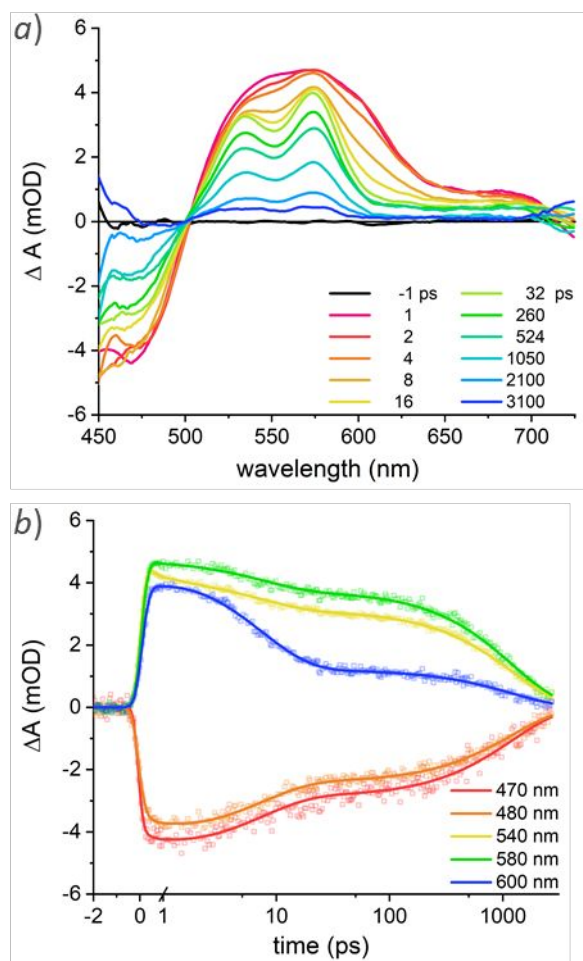 a)
Δ A (mOD)
6
4
2
0
-2
-4
-6
-1 ps
1
2
4
8
16
32 ps
260
524
1050
2100
3100
450 500 550 600 650 700
wavelength (nm)
b)
ΔA (mOD)
6
4
2
0
-2
-4
-6
470 nm
480 nm
540 nm
580 nm
600 nm
-2 0 1 10 100 1000
time (ps)